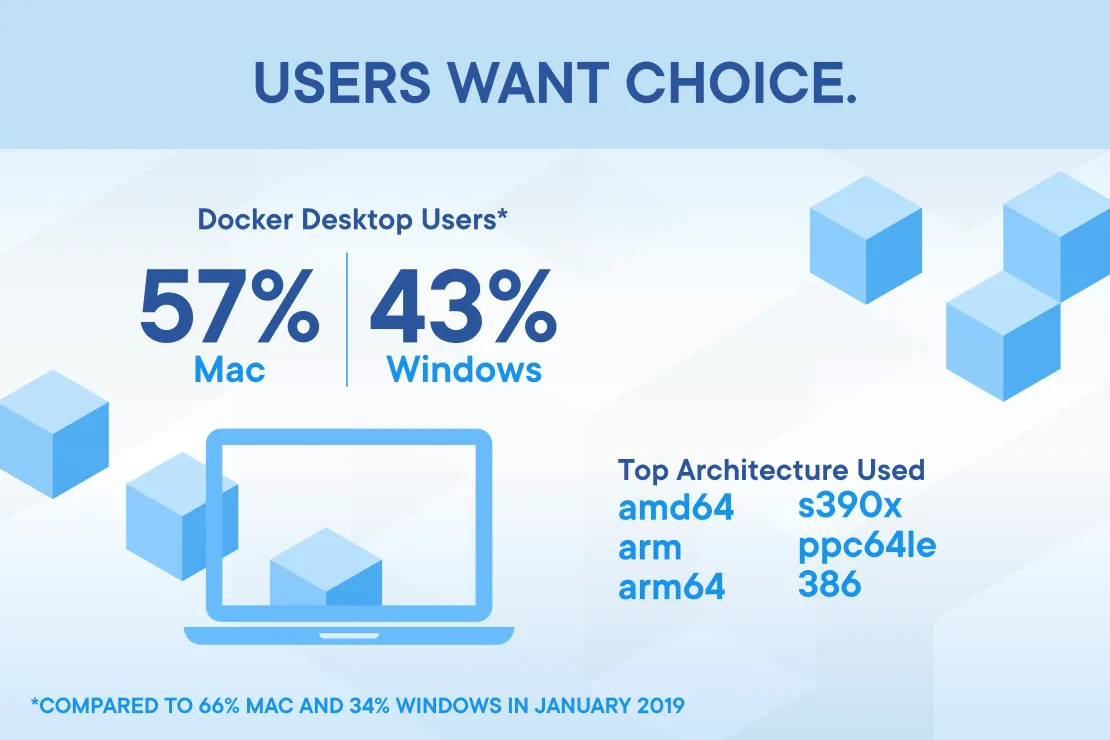 USERS WANT CHOICE.
Docker Desktop Users*
57% 43%
Mac Windows
Top Architecture Used
amd64 s390x
arm ppc64le
arm64 386
*COMPARED TO 66% MAC AND 34% WINDOWS IN JANUARY 2019